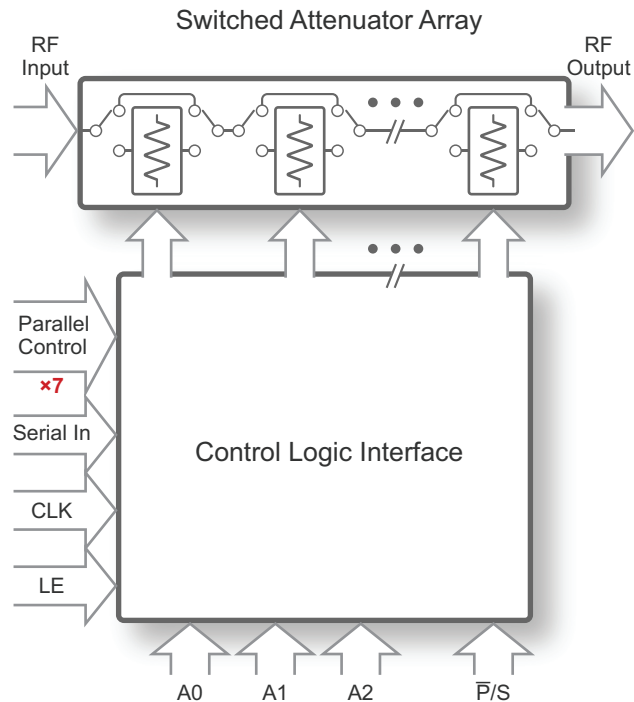 Switched Attenuator Array
RF
Input
RF
Output
Parallel
Control
×7
Serial In
CLK
LE
Control Logic Interface
A0
A1
A2
P̅/S